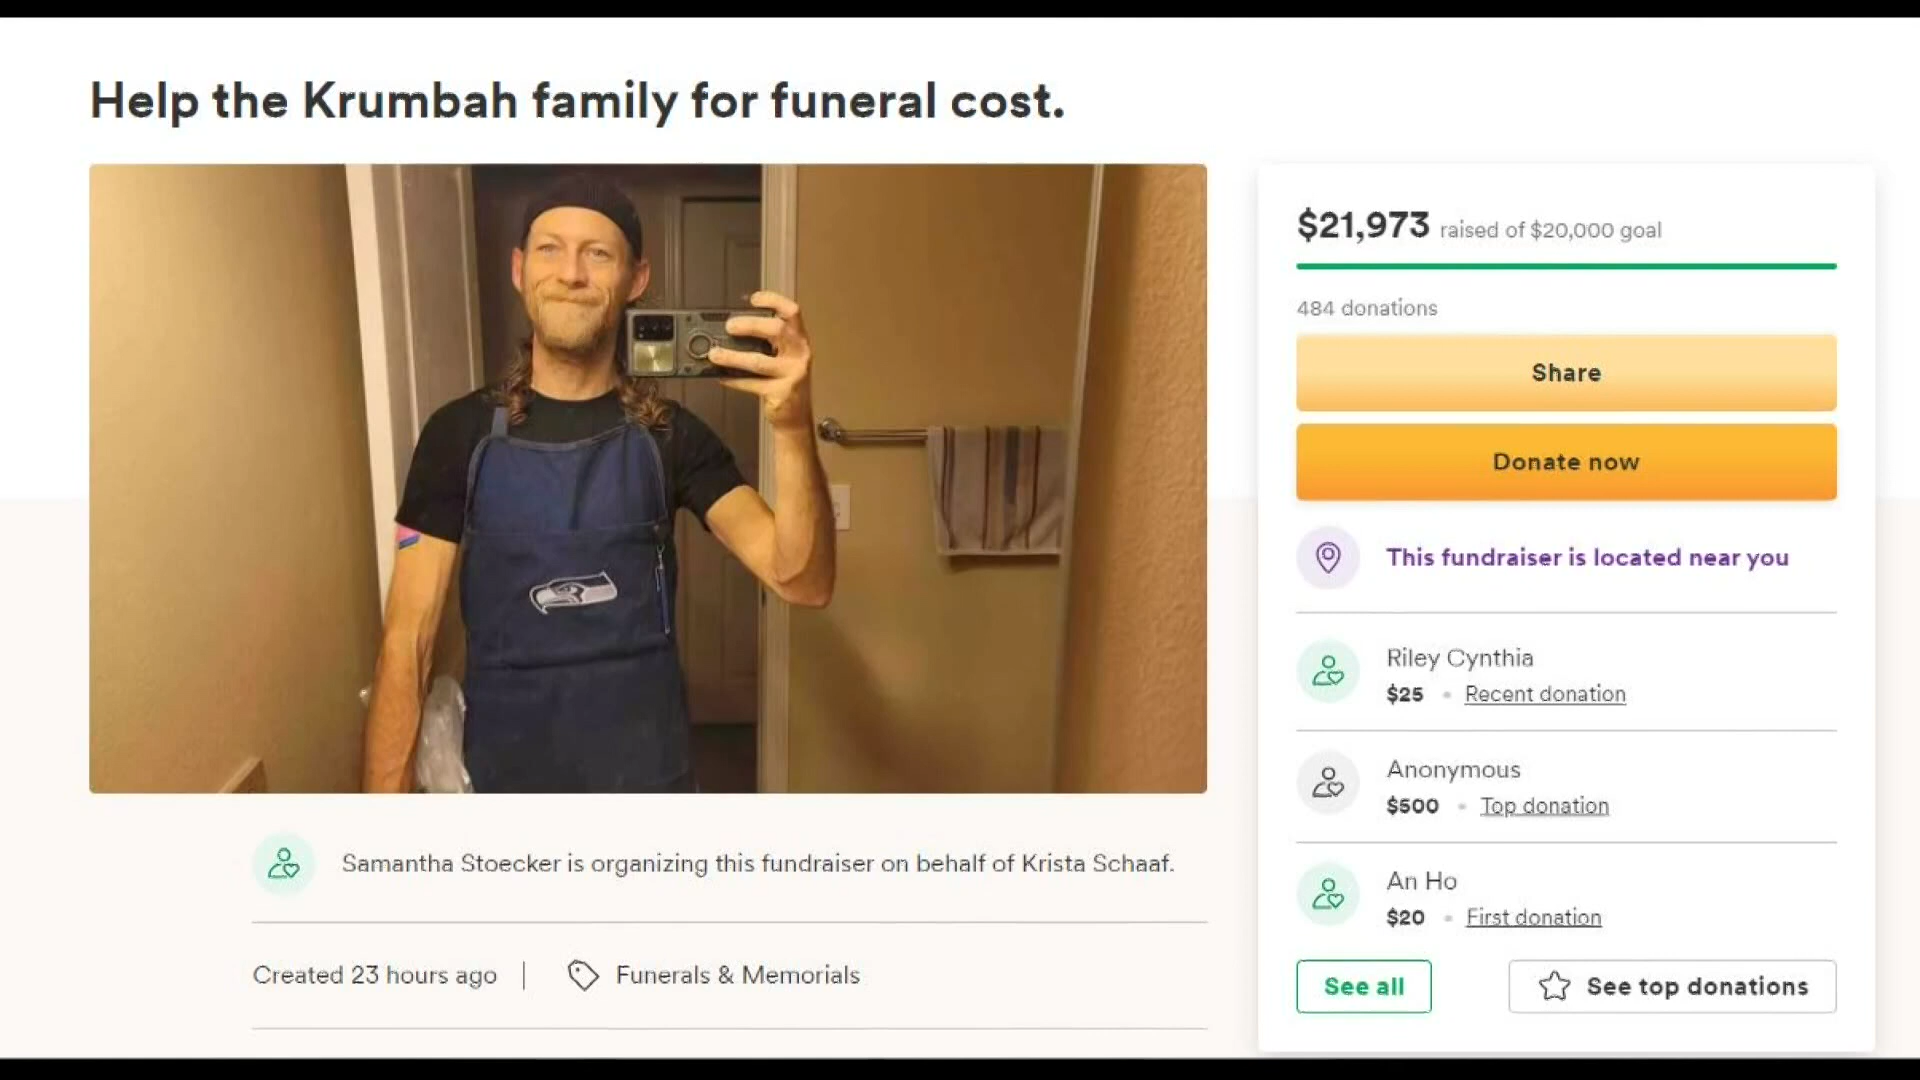 Help the Krumbah family for funeral cost.
$21,973 raised of $20,000 goal
484 donations
Share
Donate now
This fundraiser is located near you
Riley Cynthia
$25 • Recent donation
Anonymous
$500 • Top donation
An Ho
$20 • First donation
See all
See top donations
Samantha Stoecker is organizing this fundraiser on behalf of Krista Schaaf.
Created 23 hours ago | Funerals & Memorials